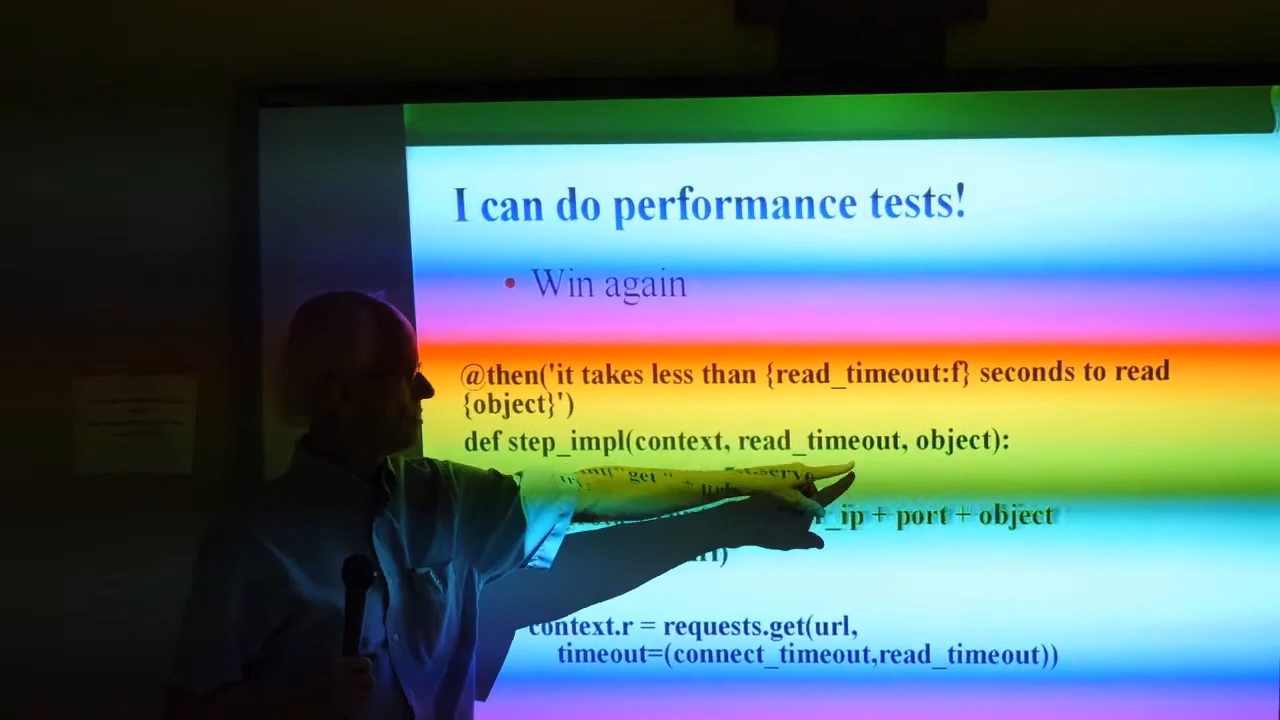 I can do performance tests!
• Win again
@then('it takes less than {read_timeout:f} seconds to read
{object}')
def step_impl(context, read_timeout, object):
"get " +
_ip + port + object
context.r = requests.get(url,
timeout=(connect_timeout,read_timeout))